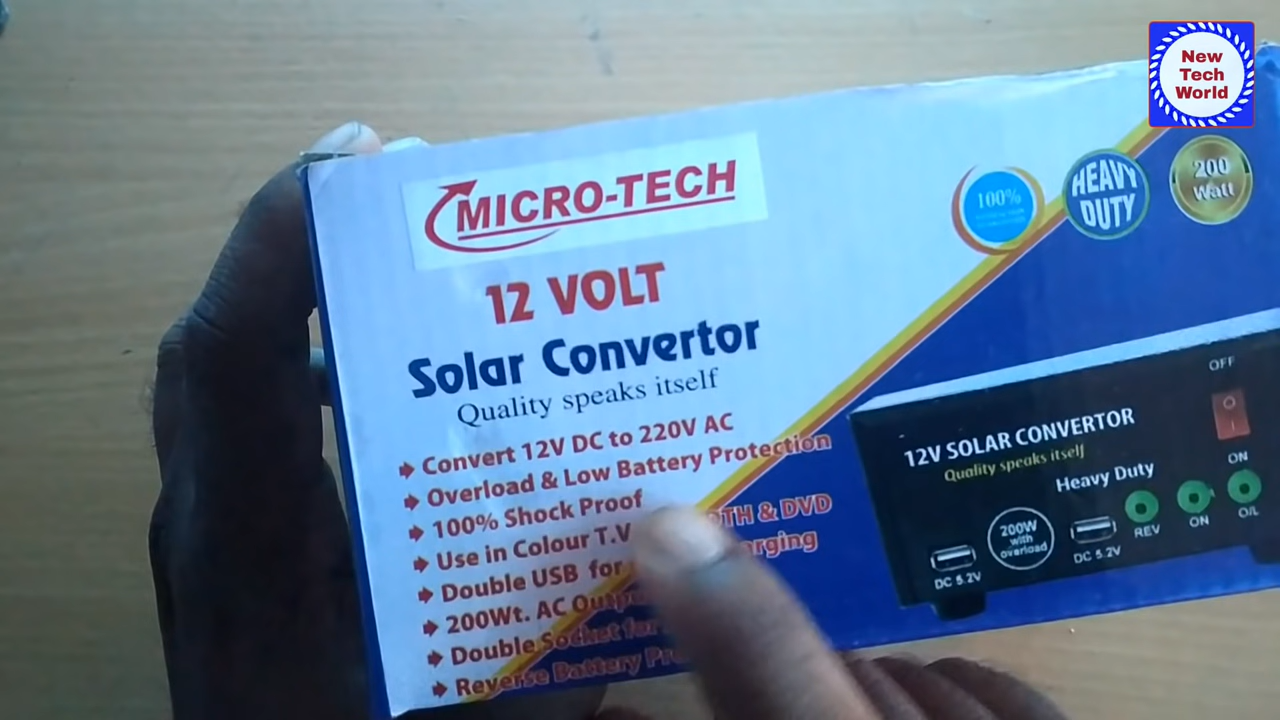 New
Tech
World
MICRO-TECH
12 VOLT
Solar Convertor
Quality speaks itself
Convert 12V DC to 220V AC
Overload & Low Battery Protection
100% Shock Proof
Use in Colour T.V DTH & DVD
Double USB for
200Wt. AC
Double Socket for
Reverse Battery
100%
HEAVY
DUTY
200
Watt
OFF
12V SOLAR CONVERTOR
Quality speaks itself
Heavy Duty
ON
200W
with
overload
DC 5.2V
DC 5.2V
REV
ON
O/L